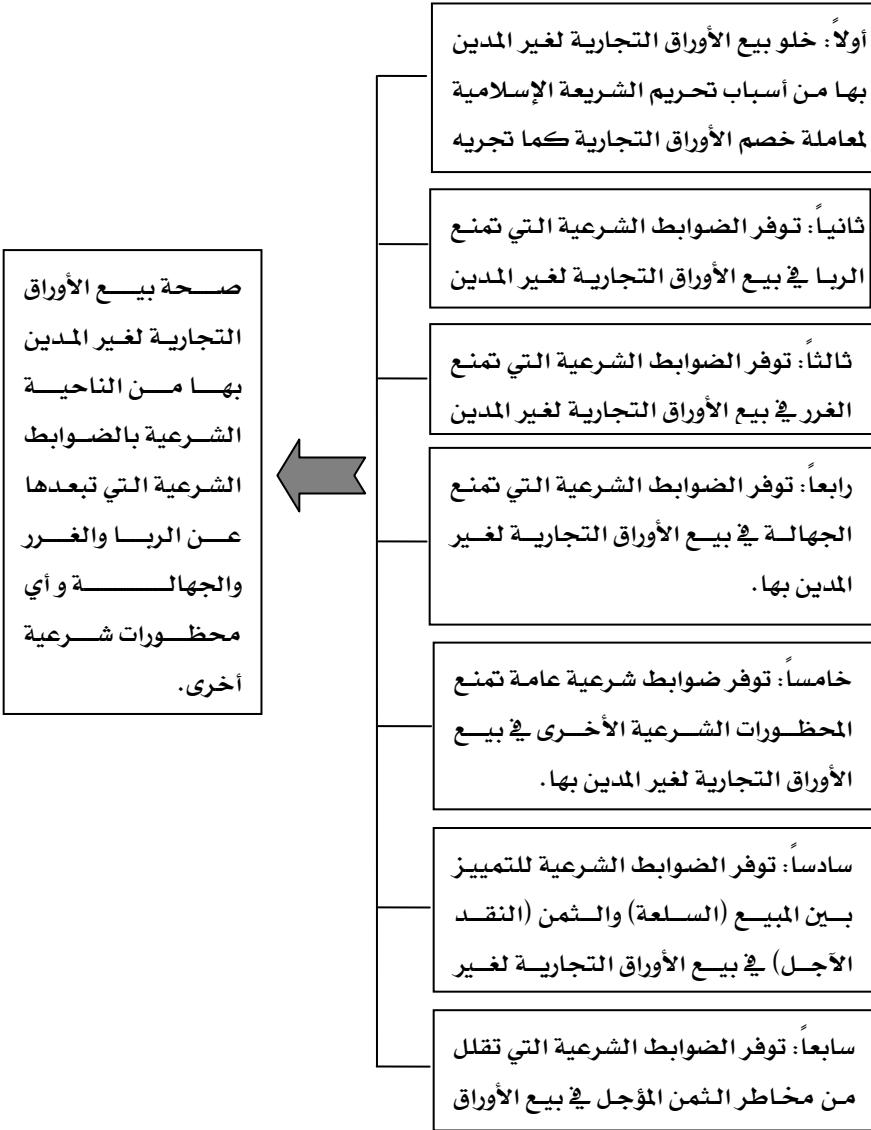 أولاً: خلو بيع الأوراق التجارية لغير المدين
بها من أسباب تحريم الشريعة الإسلامية
لمعاملة خصم الأوراق التجارية كما تجريه
ثانياً: توفر الضوابط الشرعية التي تمنع
الربا في بيع الأوراق التجارية لغير المدين
ثالثاً: توفر الضوابط الشرعية التي تمنع
الغرر في بيع الأوراق التجارية لغير المدين
رابعاً: توفر الضوابط الشرعية التي تمنع
الجهالة في بيع الأوراق التجارية لغير
المدين بها.
خامساً: توفر ضوابط شرعية عامة تمنع
المحظورات الشرعية الأخرى في بيع
الأوراق التجارية لغير المدين بها.
سادساً: توفر الضوابط الشرعية للتمييز
بين المبيع (السلعة) والثمن (النقد
الآجل) في بيع الأوراق التجارية لغير
سابعاً: توفر الضوابط الشرعية التي تقلل
من مخاطر الثمن المؤجل في بيع الأوراق
صحة بيع الأوراق
التجارية لغير المدين
بها من الناحية
الشرعية بالضوابط
الشرعية التي تبعدها
عن الربا والغرر
والجهالة و أي
محظورات شرعية
أخرى.